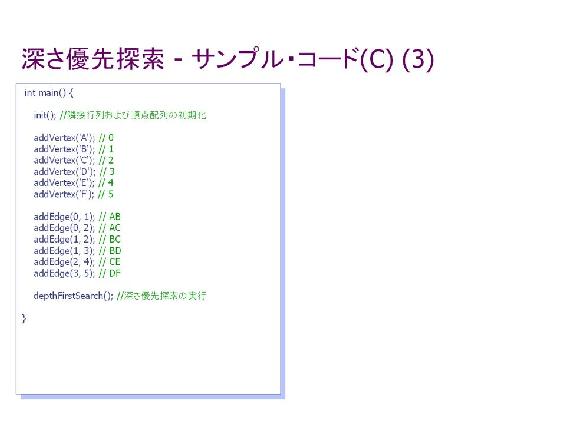 深さ優先探索 - サンプル・コード(C) (3)
int main() {
init(); //隣接行列および頂点配列の初期化
addVertex('A'); // 0
addVertex('B'); // 1
addVertex('C'); // 2
addVertex('D'); // 3
addVertex('E'); // 4
addVertex('F'); // 5
addEdge(0, 1); // AB
addEdge(0, 2); // AC
addEdge(1, 2); // BC
addEdge(1, 3); // BD
addEdge(2, 4); // CE
addEdge(3, 5); // DF
depthFirstSearch(); //深さ優先探索の実行
}